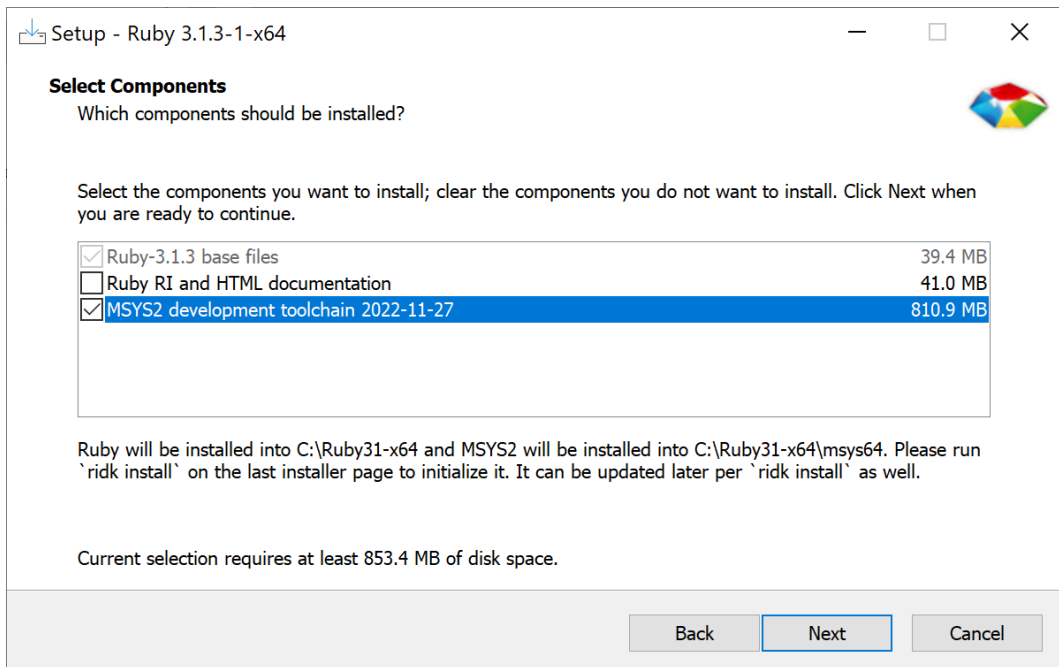 Setup - Ruby 3.1.3-1-x64
Select Components
Which components should be installed?
Select the components you want to install; clear the components you do not want to install. Click Next when
you are ready to continue.
Ruby-3.1.3 base files 39.4 MB
Ruby RI and HTML documentation 41.0 MB
MSYS2 development toolchain 2022-11-27 810.9 MB
Ruby will be installed into C:\Ruby31-x64 and MSYS2 will be installed into C:\Ruby31-x64\msys64. Please run
`ridk install` on the last installer page to initialize it. It can be updated later per `ridk install` as well.
Current selection requires at least 853.4 MB of disk space.
Back Next Cancel